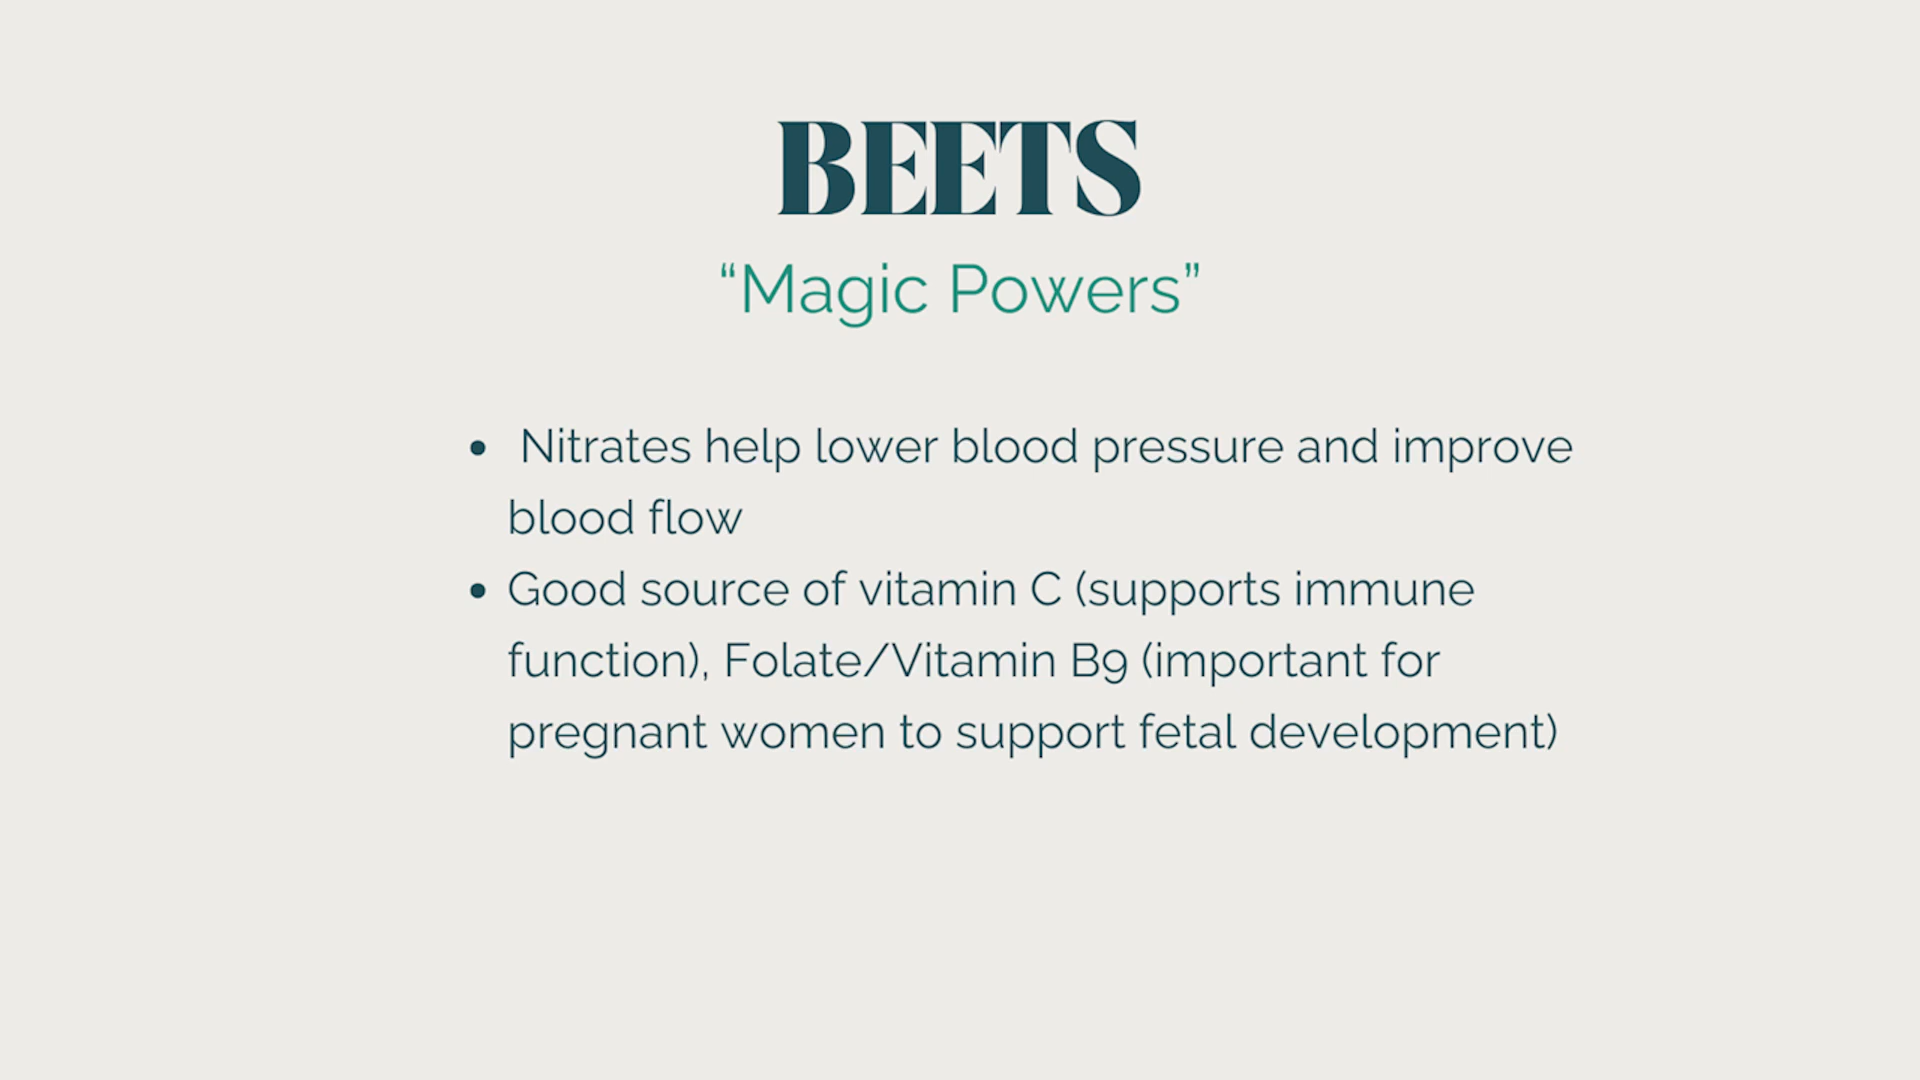 BEETS
“Magic Powers”
• Nitrates help lower blood pressure and improve
blood flow
• Good source of vitamin C (supports immune
function), Folate/Vitamin B9 (important for
pregnant women to support fetal development)